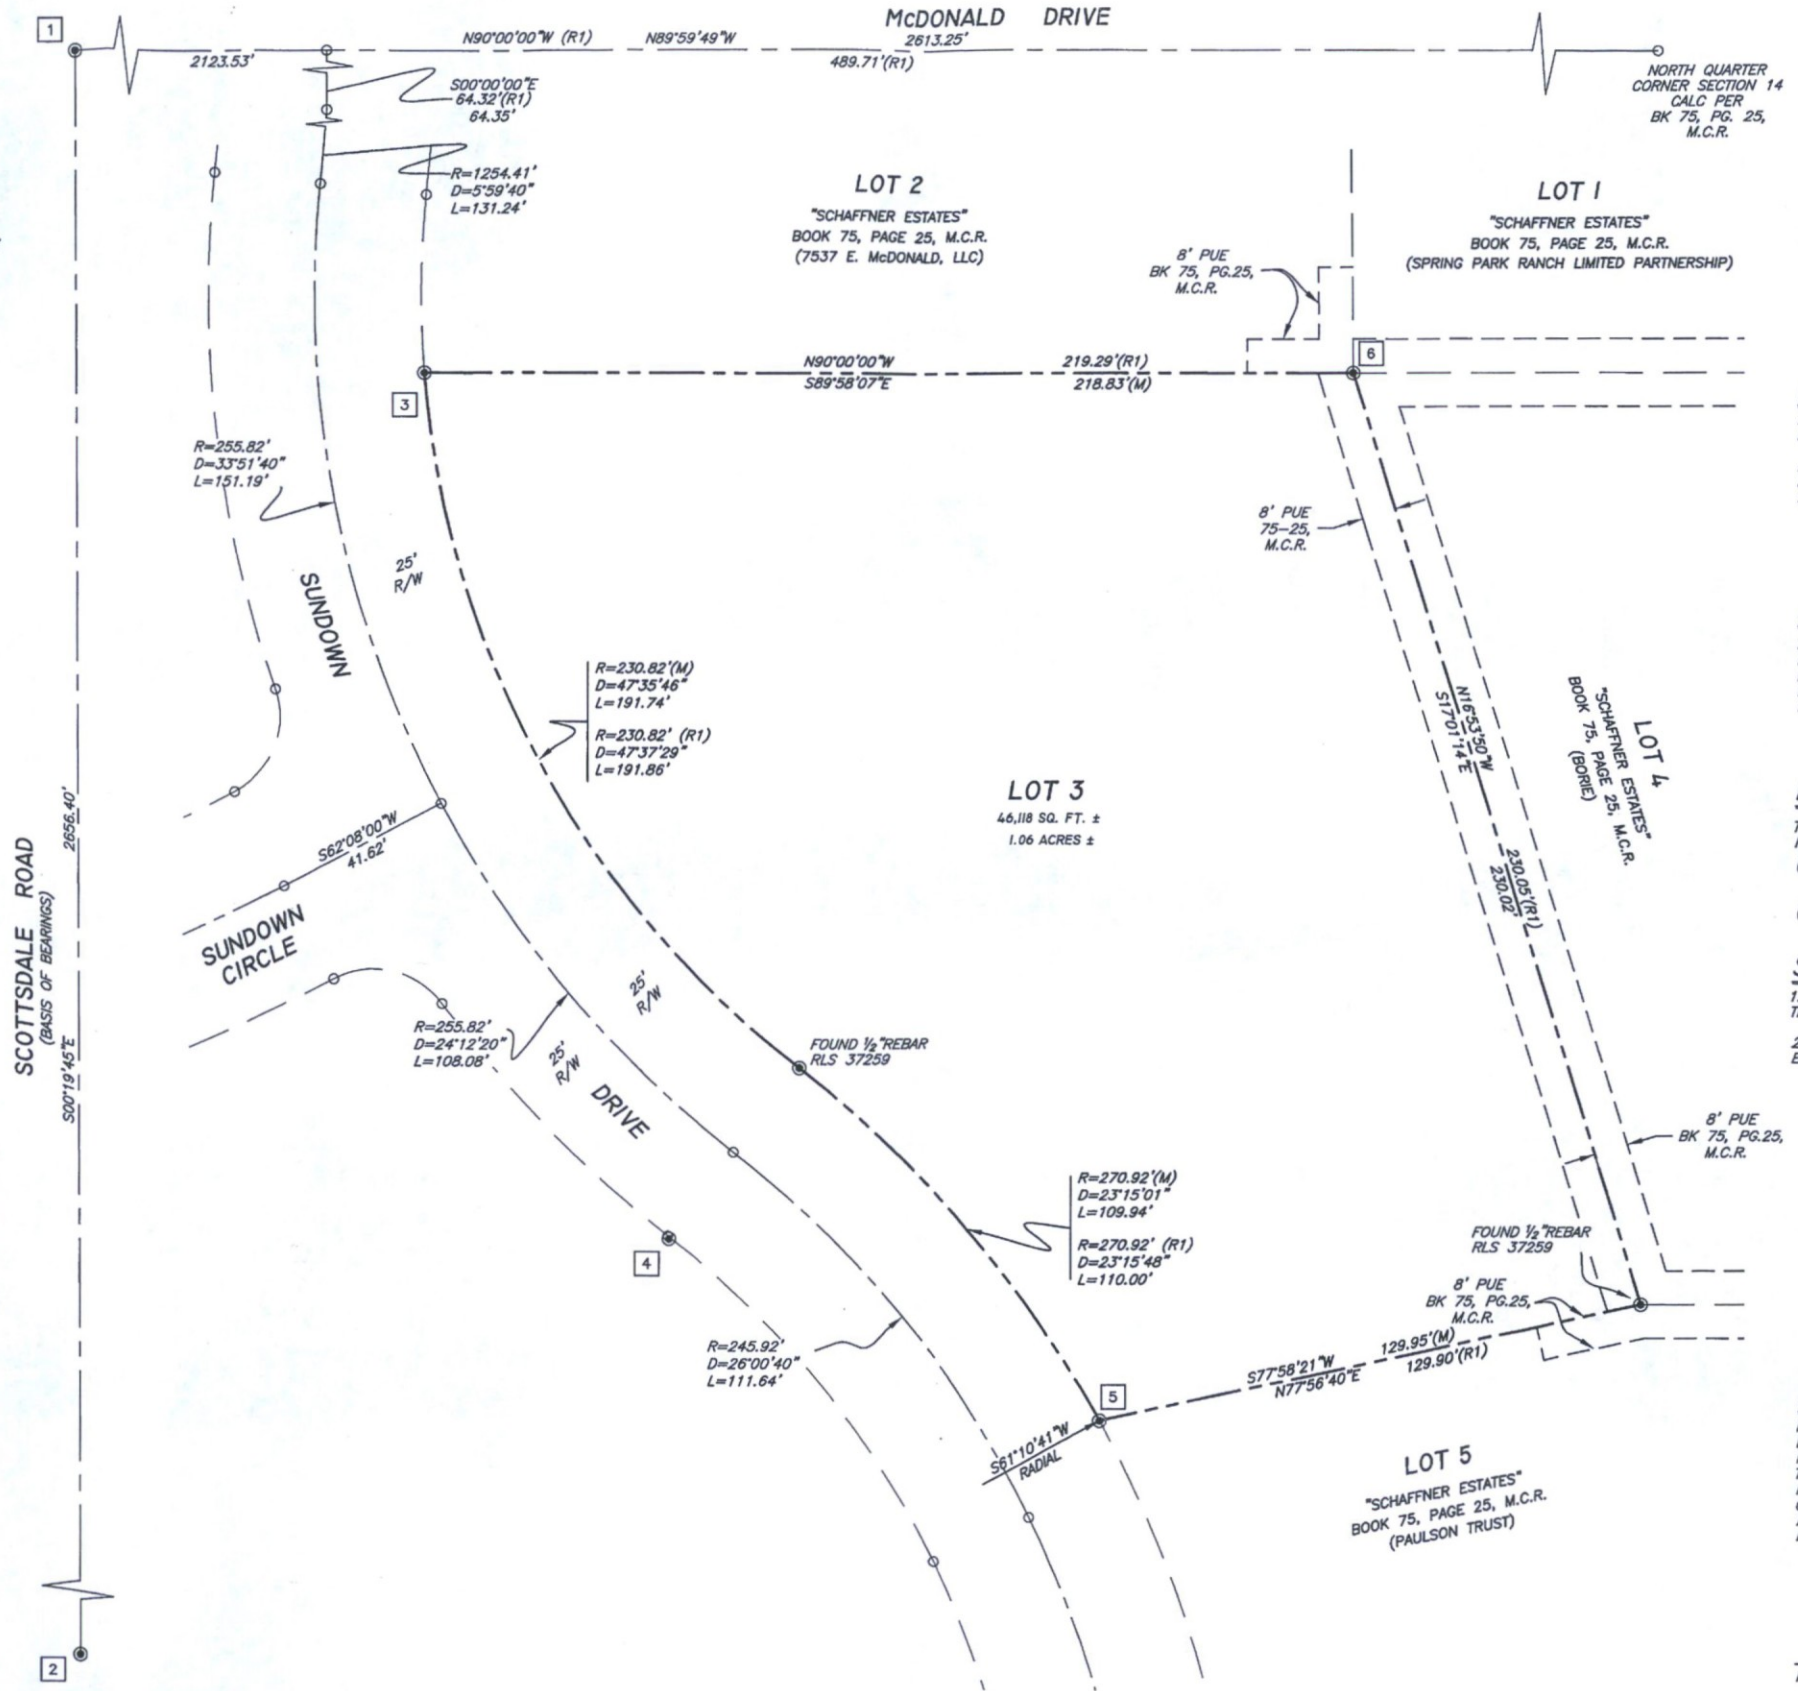 McDONALD DRIVE
1
N90°00'00"W (R1)
N89°59'49"W
2613.25'
2123.53'
489.71'(R1)
NORTH QUARTER
CORNER SECTION 14
CALC PER
BK 75, PG. 25,
M.C.R.
S00°00'00"E
64.32'(R1)
64.35'
R=1254.41'
D=5°59'40"
L=131.24'
LOT 2
"SCHAFFNER ESTATES"
BOOK 75, PAGE 25, M.C.R.
(7537 E. McDONALD, LLC)
LOT 1
"SCHAFFNER ESTATES"
BOOK 75, PAGE 25, M.C.R.
(SPRING PARK RANCH LIMITED PARTNERSHIP)
8' PUE
BK 75, PG.25,
M.C.R.
N90°00'00"W
219.29'(R1)
S89°58'07"E
218.83'(M)
6
3
R=255.82'
D=33°51'40"
L=151.19'
8' PUE
75-25,
M.C.R.
25'
R/W
SUNDOWN
R=230.82'(M)
D=47°35'46"
L=191.74'
R=230.82' (R1)
D=47°37'29"
L=191.86'
N16°53'50"W
S17°01'14"E
230.05'(R1)
230.02'
LOT 4
"SCHAFFNER ESTATES"
BOOK 75, PAGE 25, M.C.R.
(BORIE)
LOT 3
46,118 SQ. FT. ±
1.06 ACRES ±
SCOTTSDALE ROAD
(BASIS OF BEARINGS)
S00°19'45"E
2656.40'
S62°08'00"W
41.62'
SUNDOWN
CIRCLE
25'
R/W
R=255.82'
D=24°12'20"
L=108.08'
25'
R/W
DRIVE
FOUND ½"REBAR
RLS 37259
8' PUE
BK 75, PG.25,
M.C.R.
R=270.92'(M)
D=23°15'01"
L=109.94'
R=270.92' (R1)
D=23°15'48"
L=110.00'
4
FOUND ½"REBAR
RLS 37259
8' PUE
BK 75, PG.25,
M.C.R.
R=245.92'
D=26°00'40"
L=111.64'
S77°58'21"W
129.95'(M)
N77°56'40"E
129.90'(R1)
5
S61°10'41"W
RADIAL
LOT 5
"SCHAFFNER ESTATES"
BOOK 75, PAGE 25, M.C.R.
(PAULSON TRUST)
2